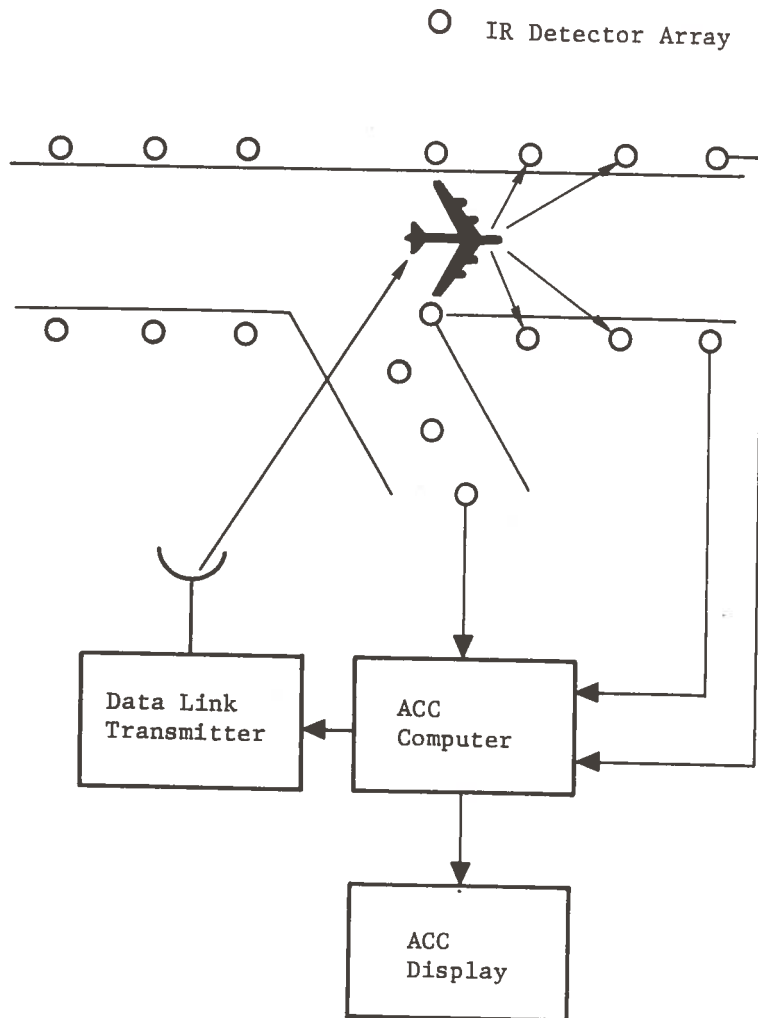 IR Detector Array
Data Link
Transmitter
ACC
Computer
ACC
Display